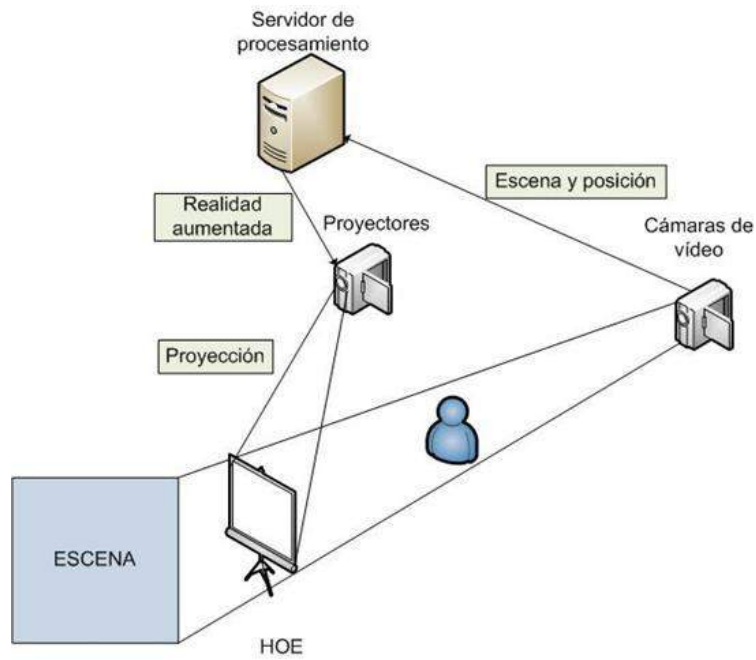 Servidor de
procesamiento
Escena y posición
Realidad
aumentada
Proyectores
Cámaras de
vídeo
Proyección
ESCENA
HOE